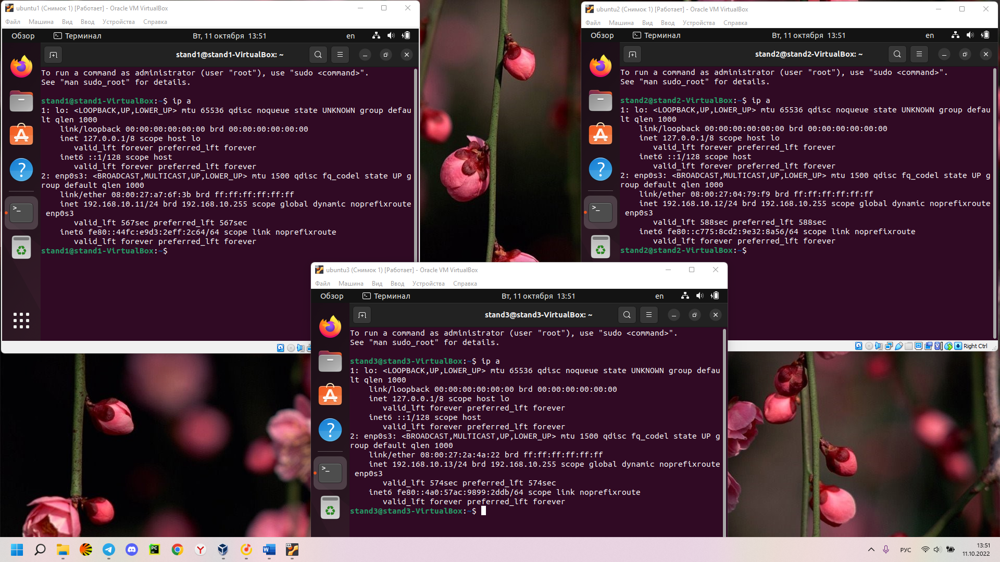 ubuntu1 (Снимок 1) [Работает] - Oracle VM VirtualBox
Файл Машина Вид Ввод Устройства Справка
Обзор Терминал Вт, 11 октября 13:51 en
stand1@stand1-VirtualBox: ~
To run a command as administrator (user "root"), use "sudo <command>".
See "man sudo_root" for details.
stand1@stand1-VirtualBox:~$ ip a
1: lo: <LOOPBACK,UP,LOWER_UP> mtu 65536 qdisc noqueue state UNKNOWN group defau
lt qlen 1000
link/loopback 00:00:00:00:00:00 brd 00:00:00:00:00:00
inet 127.0.0.1/8 scope host lo
valid_lft forever preferred_lft forever
inet6 ::1/128 scope host
valid_lft forever preferred_lft forever
2: enp0s3: <BROADCAST,MULTICAST,UP,LOWER_UP> mtu 1500 qdisc fq_codel state UP g
roup default qlen 1000
link/ether 08:00:27:a7:6f:3b brd ff:ff:ff:ff:ff:ff
inet 192.168.10.11/24 brd 192.168.10.255 scope global dynamic noprefixroute
enp0s3
valid_lft 567sec preferred_lft 567sec
inet6 fe80::44fc:e9d3:2eff:2c64/64 scope link noprefixroute
valid_lft forever preferred_lft forever
stand1@stand1-VirtualBox:~$
ubuntu2 (Снимок 1) [Работает] - Oracle VM VirtualBox
Файл Машина Вид Ввод Устройства Справка
Обзор Терминал Вт, 11 октября 13:51 en
stand2@stand2-VirtualBox: ~
To run a command as administrator (user "root"), use "sudo <command>".
See "man sudo_root" for details.
stand2@stand2-VirtualBox:~$ ip a
1: lo: <LOOPBACK,UP,LOWER_UP> mtu 65536 qdisc noqueue state UNKNOWN group defau
lt qlen 1000
link/loopback 00:00:00:00:00:00 brd 00:00:00:00:00:00
inet 127.0.0.1/8 scope host lo
valid_lft forever preferred_lft forever
inet6 ::1/128 scope host
valid_lft forever preferred_lft forever
2: enp0s3: <BROADCAST,MULTICAST,UP,LOWER_UP> mtu 1500 qdisc fq_codel state UP g
roup default qlen 1000
link/ether 08:00:27:04:79:f9 brd ff:ff:ff:ff:ff:ff
inet 192.168.10.12/24 brd 192.168.10.255 scope global dynamic noprefixroute
enp0s3
valid_lft 588sec preferred_lft 588sec
inet6 fe80::c775:8cd2:9e32:8a56/64 scope link noprefixroute
valid_lft forever preferred_lft forever
stand2@stand2-VirtualBox:~$
Right Ctrl
ubuntu3 (Снимок 1) [Работает] - Oracle VM VirtualBox
Файл Машина Вид Ввод Устройства Справка
Обзор Терминал Вт, 11 октября 13:51 en
stand3@stand3-VirtualBox: ~
To run a command as administrator (user "root"), use "sudo <command>".
See "man sudo_root" for details.
stand3@stand3-VirtualBox:~$ ip a
1: lo: <LOOPBACK,UP,LOWER_UP> mtu 65536 qdisc noqueue state UNKNOWN group defau
lt qlen 1000
link/loopback 00:00:00:00:00:00 brd 00:00:00:00:00:00
inet 127.0.0.1/8 scope host lo
valid_lft forever preferred_lft forever
inet6 ::1/128 scope host
valid_lft forever preferred_lft forever
2: enp0s3: <BROADCAST,MULTICAST,UP,LOWER_UP> mtu 1500 qdisc fq_codel state UP g
roup default qlen 1000
link/ether 08:00:27:2a:4a:22 brd ff:ff:ff:ff:ff:ff
inet 192.168.10.13/24 brd 192.168.10.255 scope global dynamic noprefixroute
enp0s3
valid_lft 574sec preferred_lft 574sec
inet6 fe80::4a0:57ac:9899:2ddb/64 scope link noprefixroute
valid_lft forever preferred_lft forever
stand3@stand3-VirtualBox:~$
РУС
13:51
11.10.2022